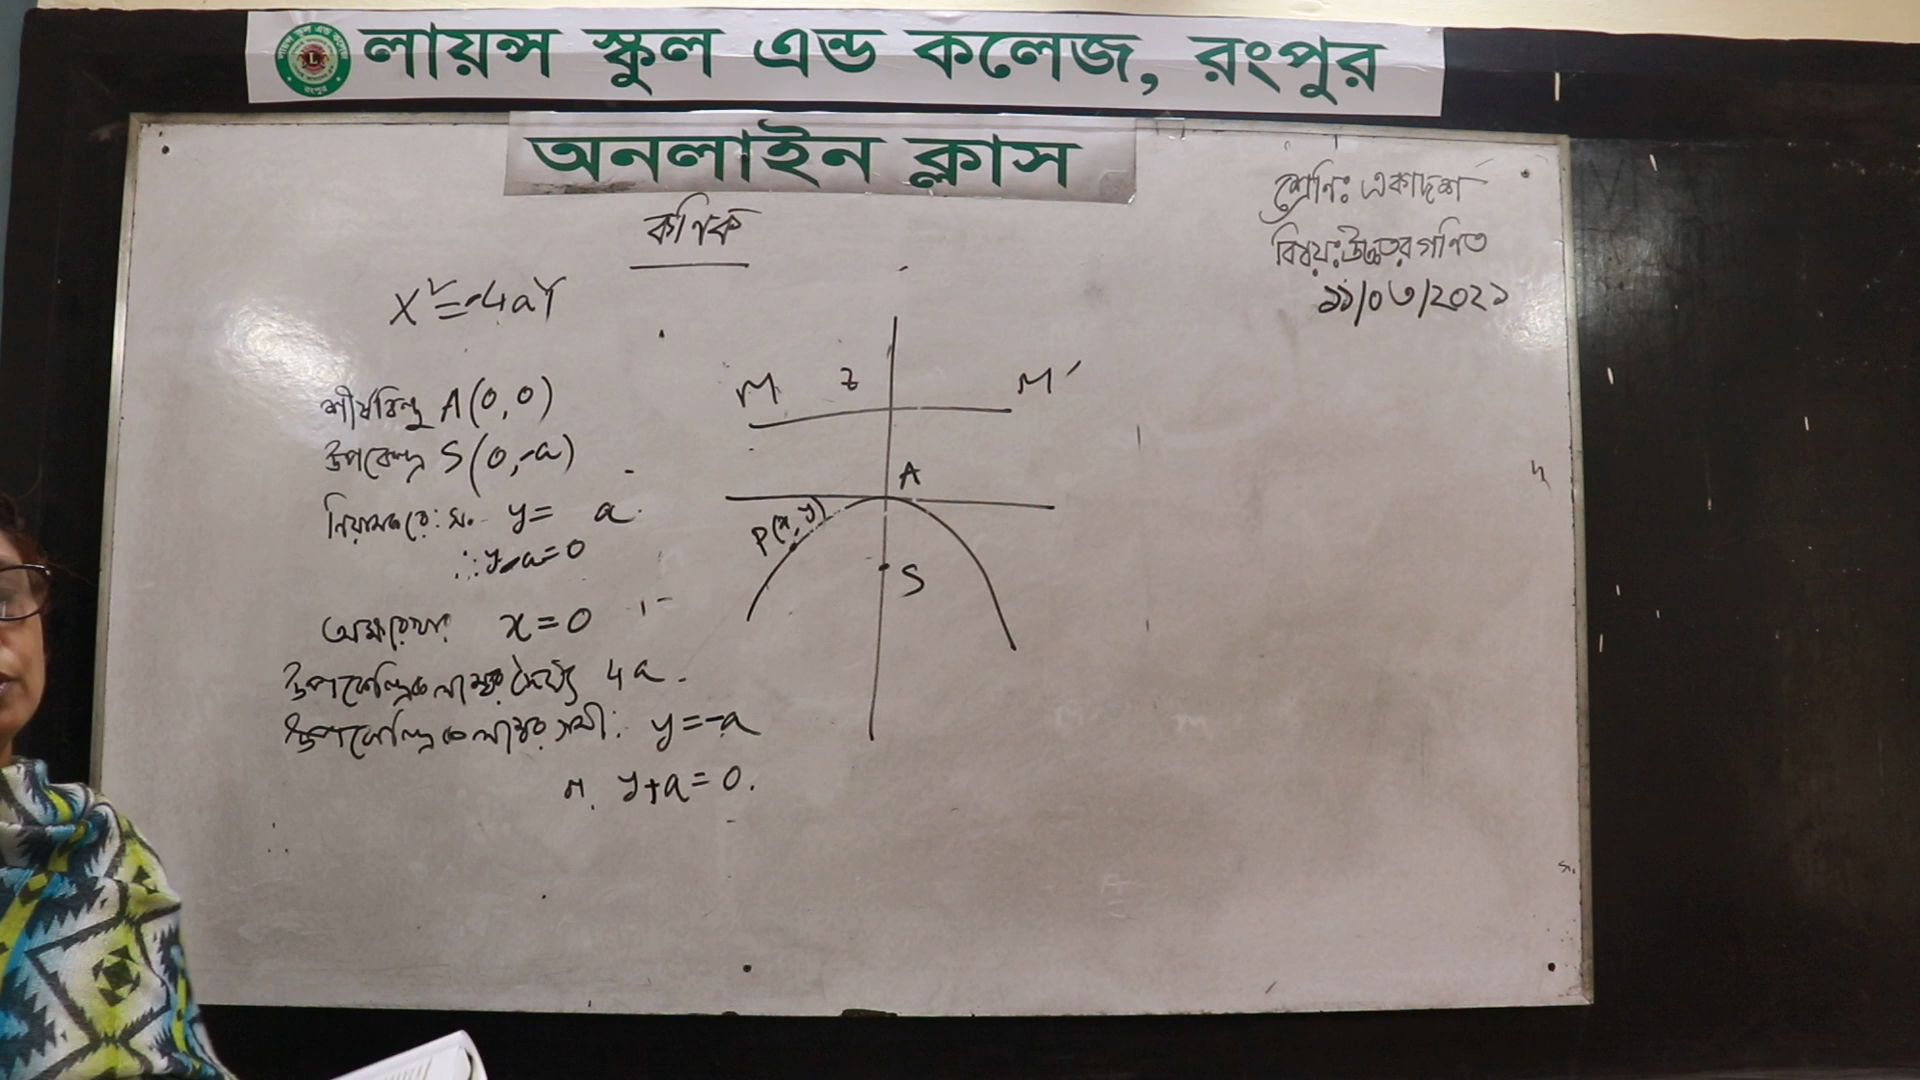 লায়ন্স স্কুল এন্ড কলেজ, রংপুর
অনলাইন ক্লাস
শ্রেণি: একাদশ
বিষয়: উচ্চতর গণিত
১১/০৩/২০২১
কণিক
X² = -4aY
শীর্ষবিন্দু A(0,0)
উপকেন্দ্র S(0,-a)
নিয়ামকরে: স. y = a
∴ y-a=0
অক্ষরেখার x=0
উপকেন্দ্রিক লম্বের দৈর্ঘ্য 4a.
উপকেন্দ্রিক লম্বের সমী: y=-a
y+a=0.
M Z M′
A
P(x, y)
S